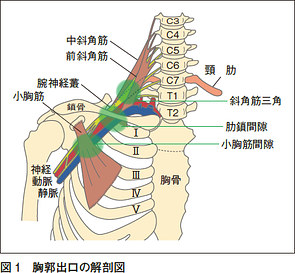 C3
C4
C5
C6
C7
T1
T2
中斜角筋
前斜角筋
腕神経叢
小胸筋
鎖骨
頸 肋
斜角筋三角
肋鎖間隙
小胸筋間隙
胸骨
I
II
III
IV
V
神経
動脈
静脈
図1 胸郭出口の解剖図